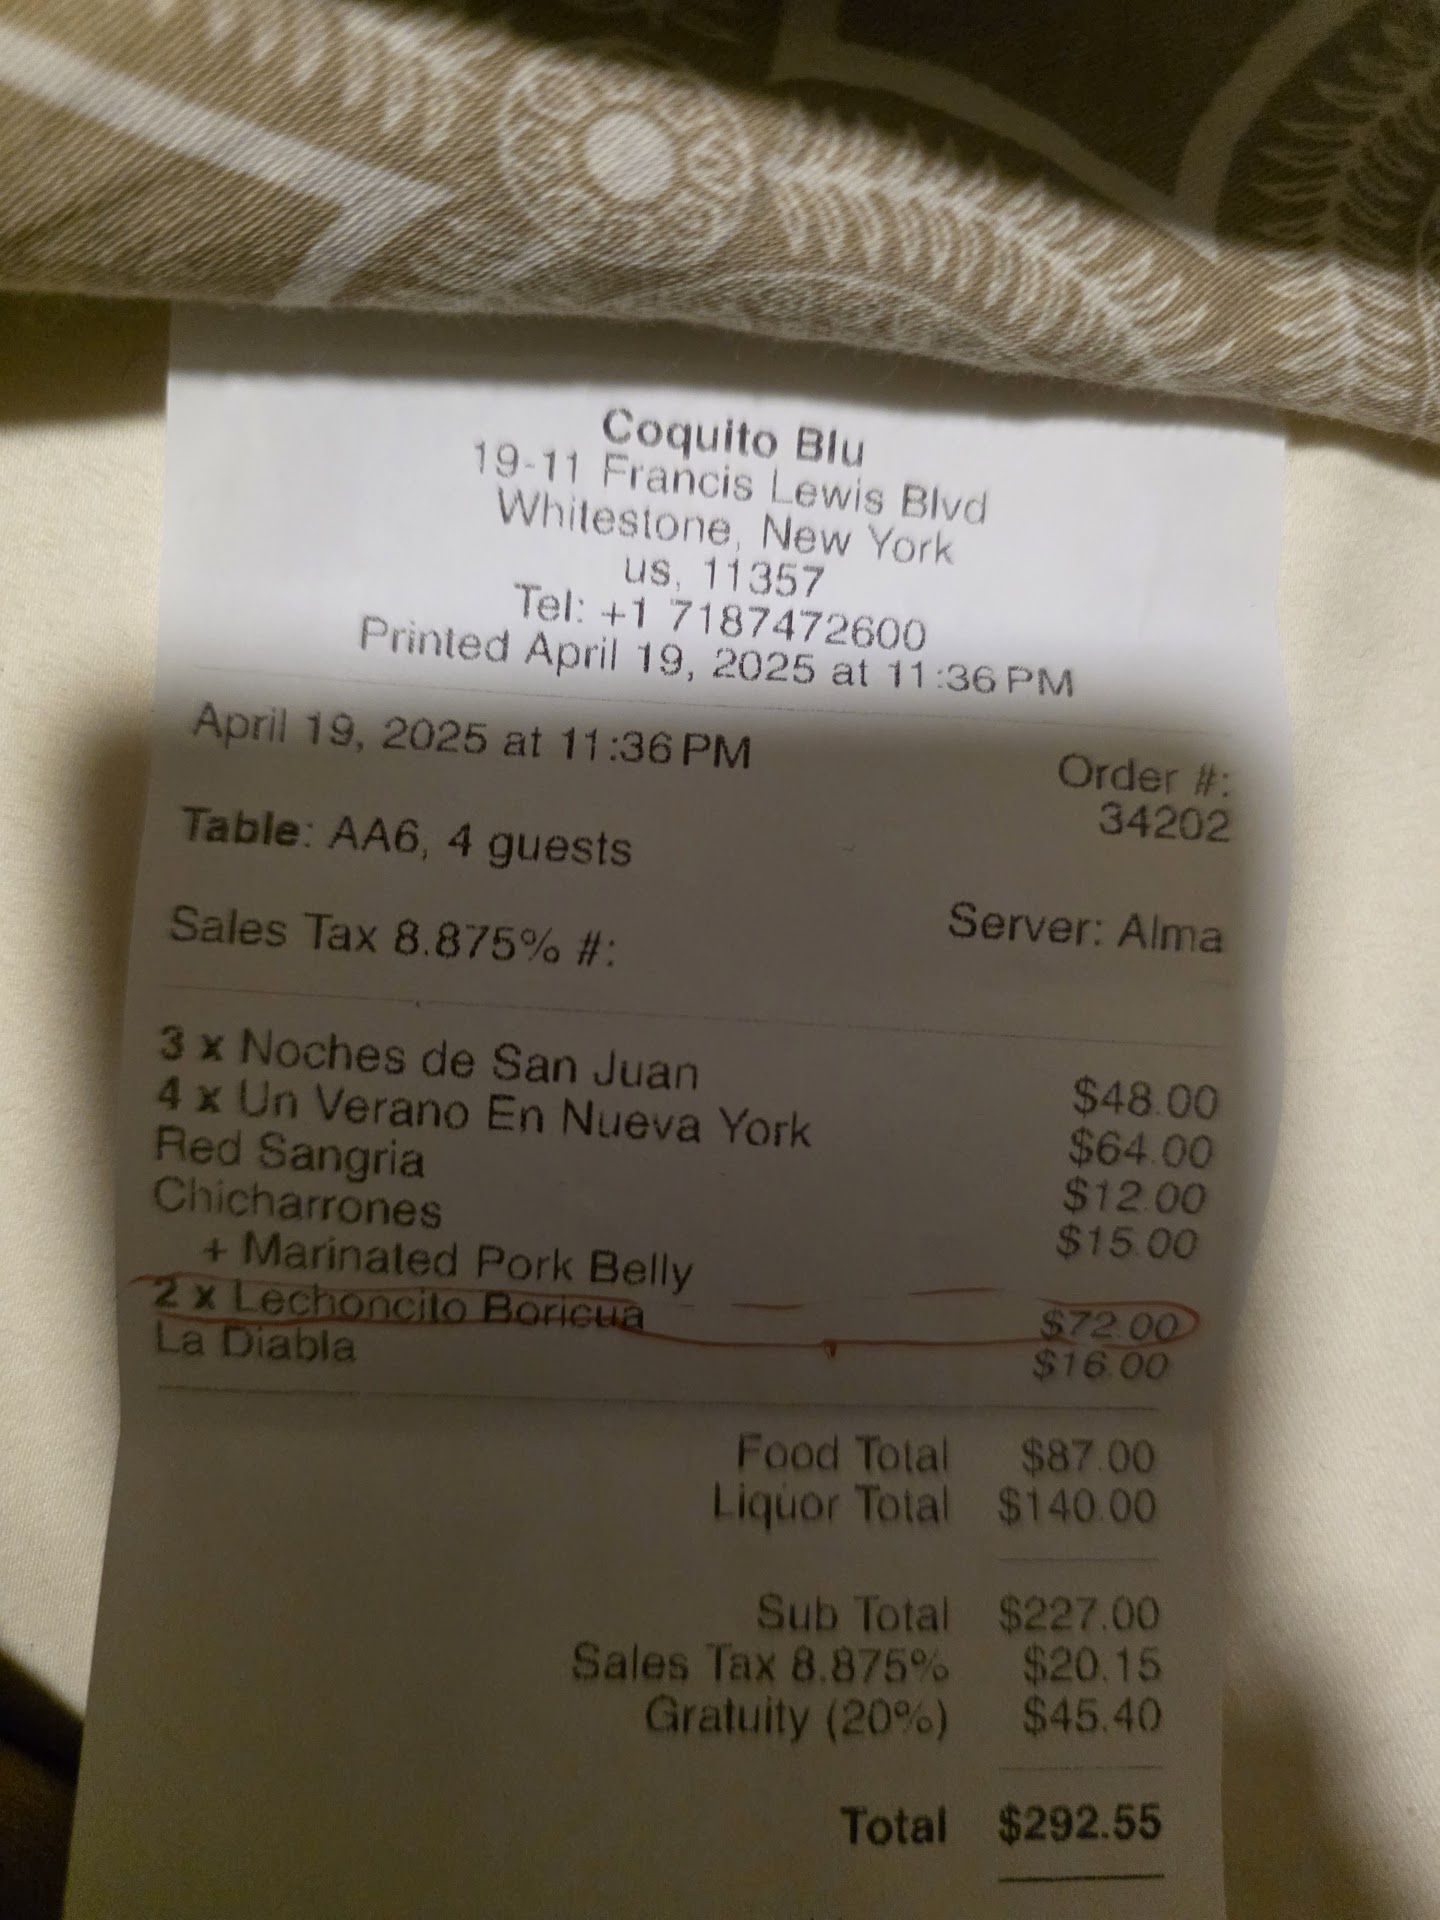 Coquito Blu
19-11 Francis Lewis Blvd
Whitestone, New York
us, 11357
Tel: +1 7187472600
Printed April 19, 2025 at 11:36 PM
April 19, 2025 at 11:36 PM
Order #:
34202
Table: AA6, 4 guests
Sales Tax 8.875% #:
Server: Alma
3 x Noches de San Juan $48.00
4 x Un Verano En Nueva York $64.00
Red Sangria $12.00
Chicharrones $15.00
+ Marinated Pork Belly
2 x Lechoncito Boricua $72.00
La Diabla $16.00
Food Total $87.00
Liquor Total $140.00
Sub Total $227.00
Sales Tax 8.875% $20.15
Gratuity (20%) $45.40
Total $292.55